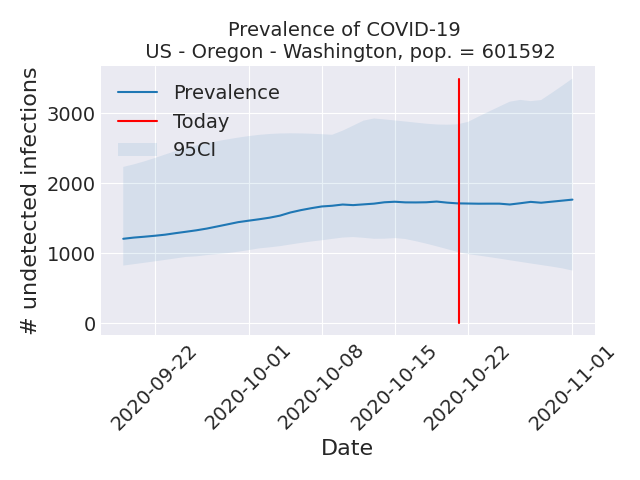 Prevalence of COVID-19
US - Oregon - Washington, pop. = 601592
# undetected infections
3000
2000
1000
0
Prevalence
Today
95CI
2020-09-22
2020-10-01
2020-10-08
2020-10-15
2020-10-22
2020-11-01
Date